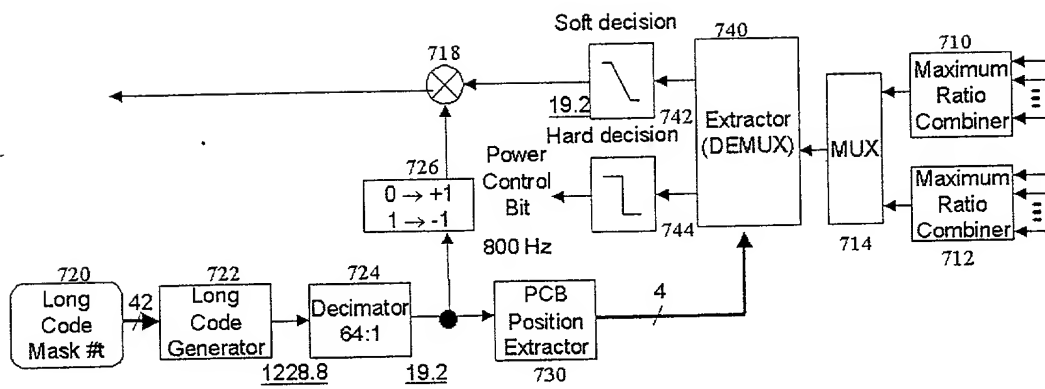 Soft decision
718
740
710
Maximum
Ratio
Combiner
19.2
742
Hard decision
Extractor
(DEMUX)
MUX
726
0 → +1
1 → -1
Power
Control
Bit
744
714
Maximum
Ratio
Combiner
712
800 Hz
720
722
724
4
Long
Code
Mask #t
42
Long
Code
Generator
Decimator
64:1
PCB
Position
Extractor
1228.8
19.2
730